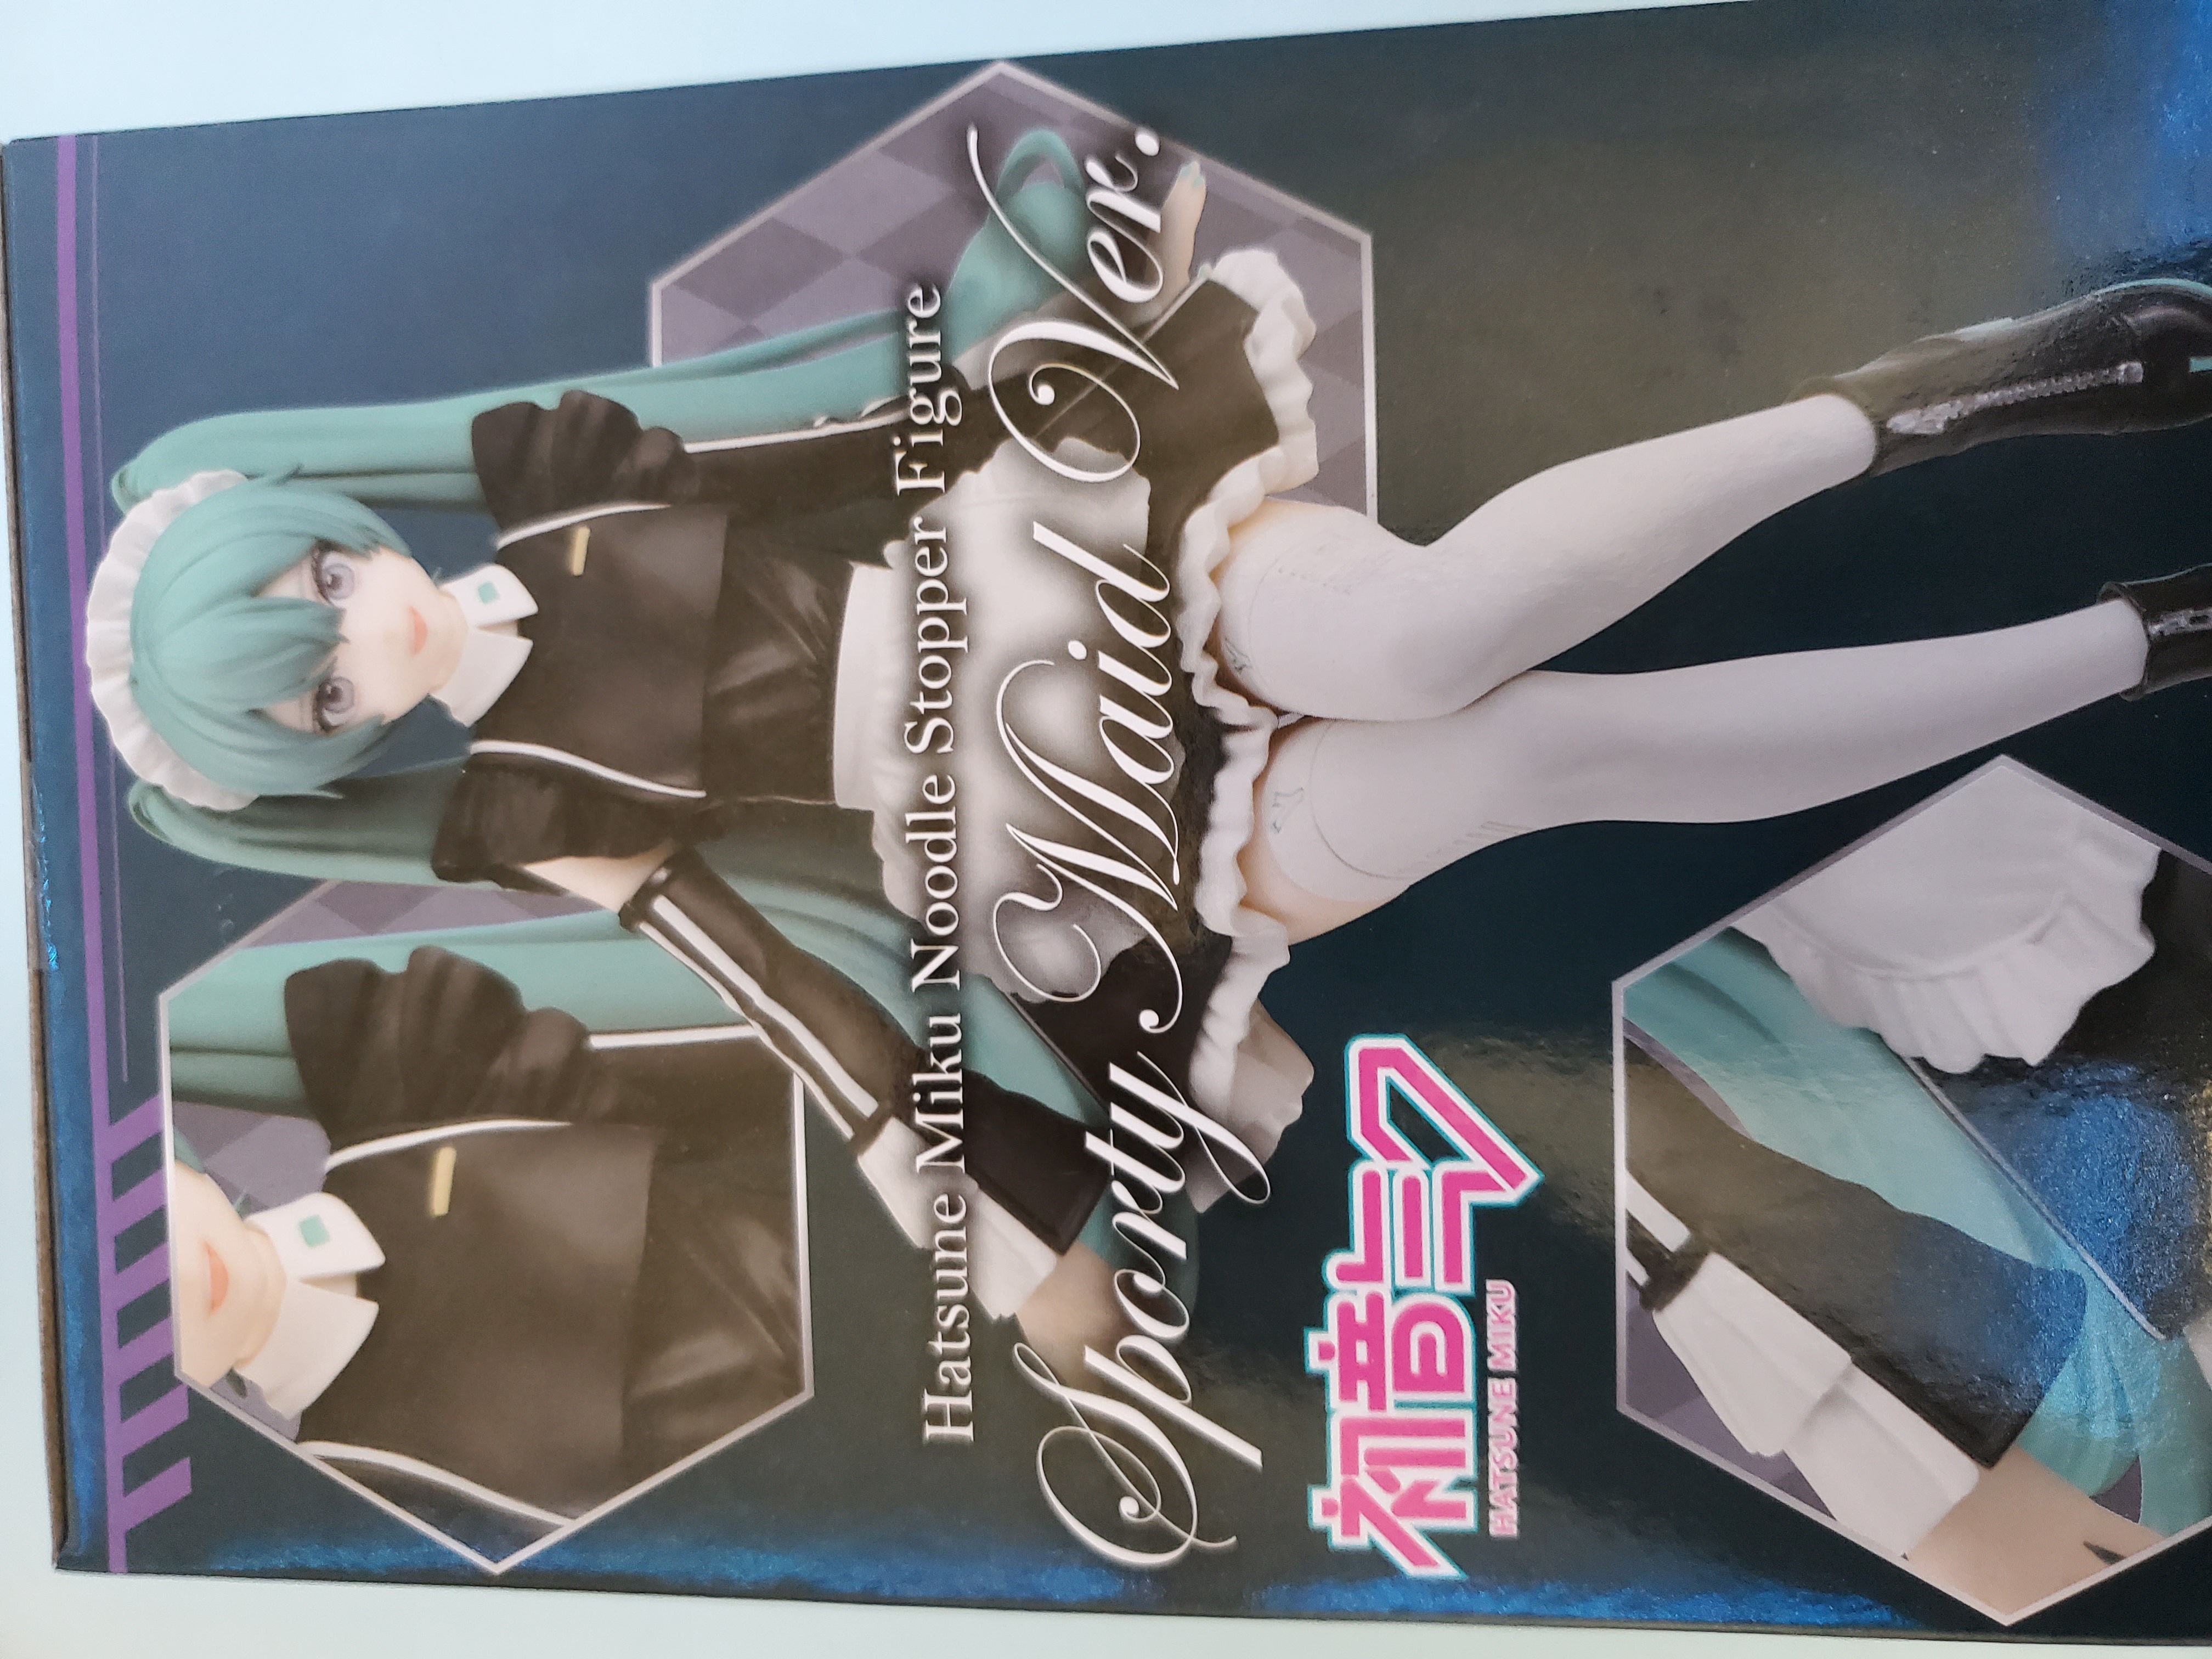 Hatsune Miku Noodle Stopper Figure
Sporty Maid Ver.
初音ミク
HATSUNE MIKU